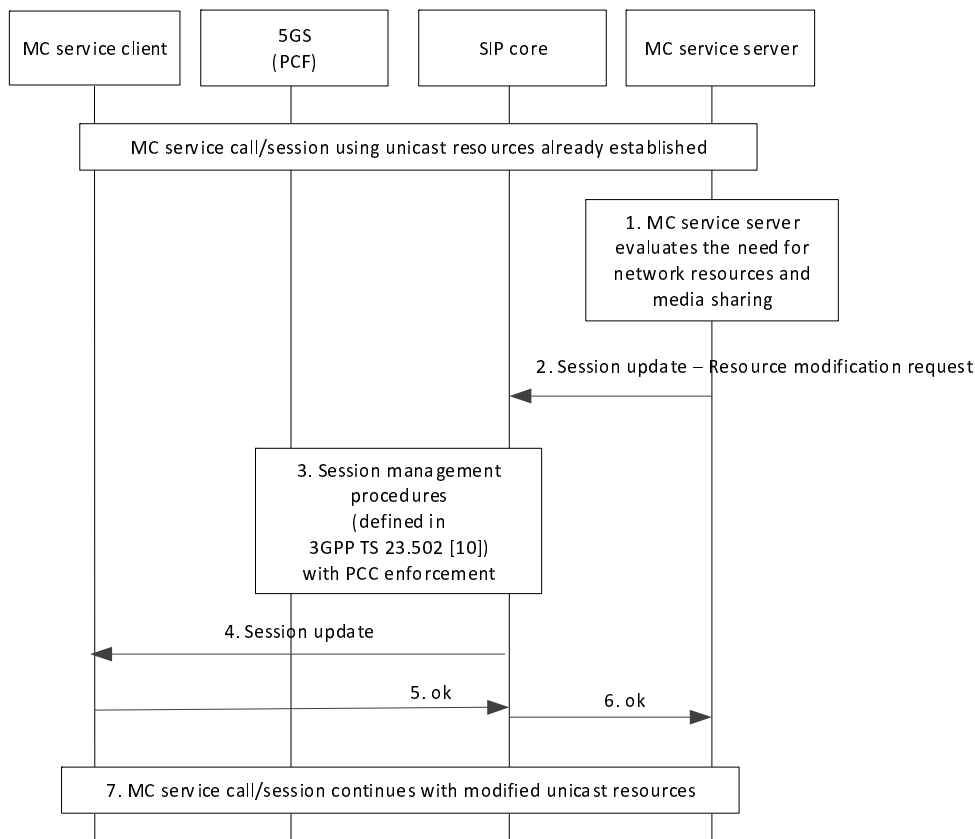 MC service client
5GS
(PCF)
SIP core
MC service server
MC service call/session using unicast resources already established
1. MC service server
evaluates the need for
network resources and
media sharing
2. Session update – Resource modification request
3. Session management
procedures
(defined in
3GPP TS 23.502 [10])
with PCC enforcement
4. Session update
5. ok
6. ok
7. MC service call/session continues with modified unicast resources